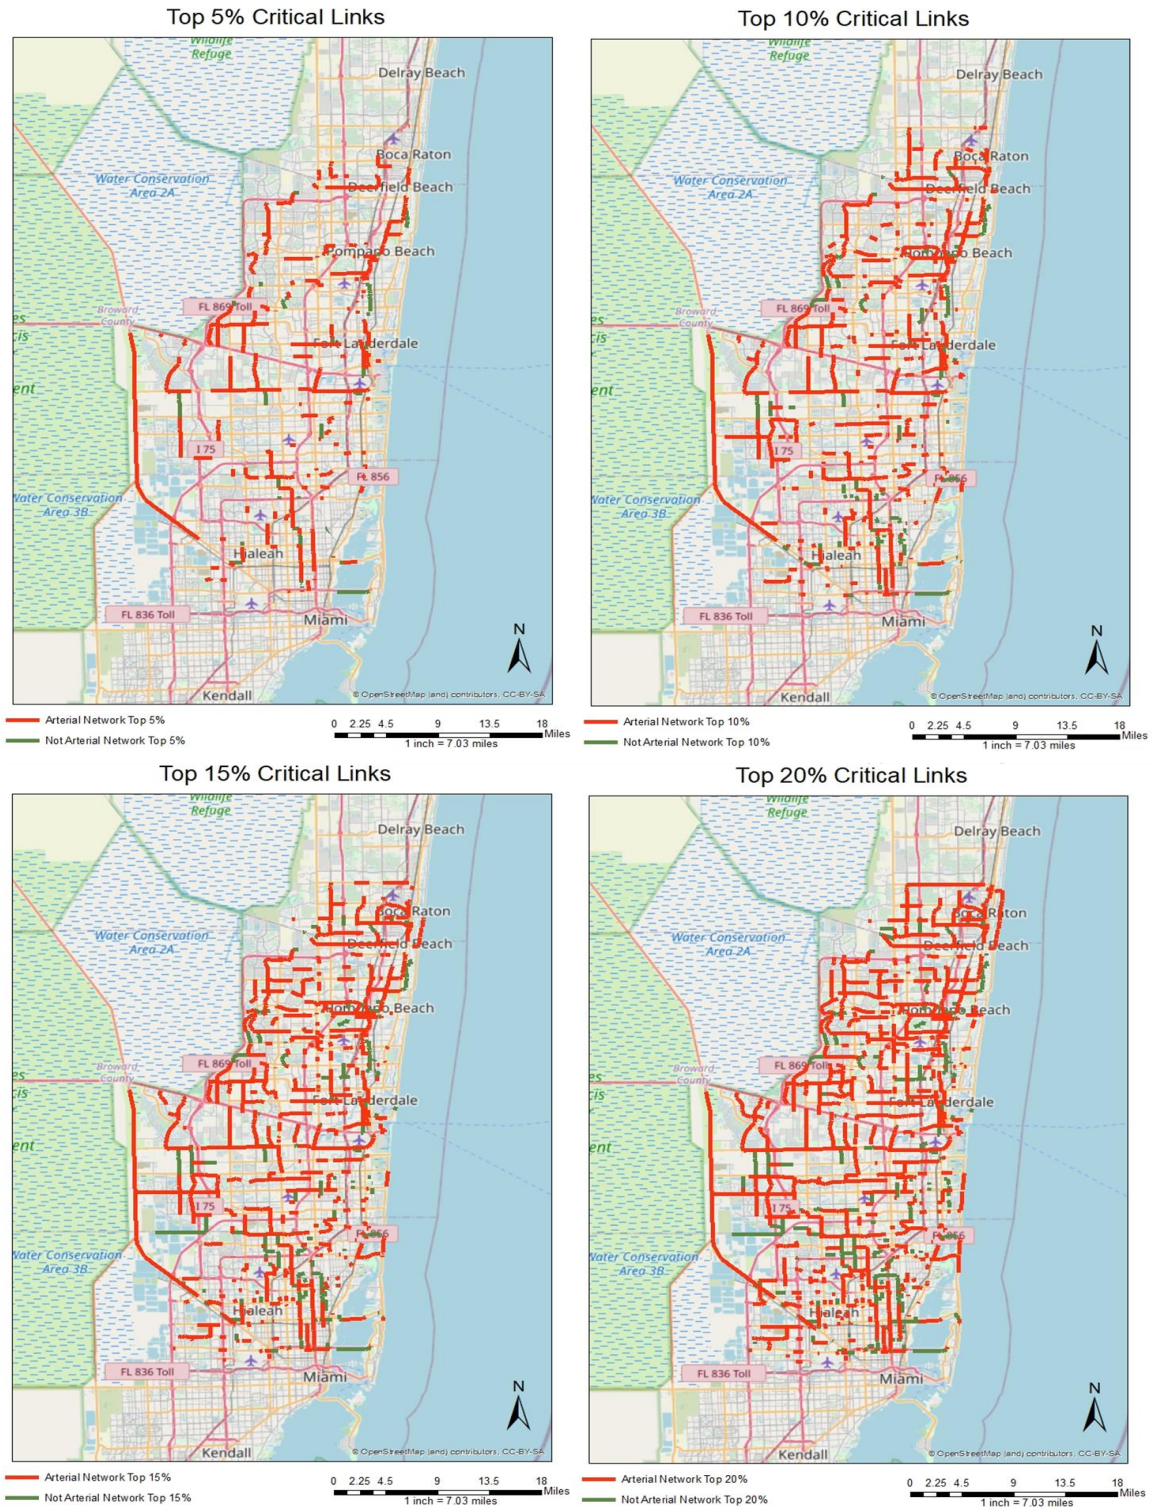 Top 5% Critical Links
Wildlife
Refuge
Delray Beach
Boca Raton
Water Conservation
Area 2A
Deerfield Beach
Pompano Beach
FL 869 Toll
Broward
County
Fort Lauderdale
ent
I 75
FL 856
Water Conservation
Area 3B
Hialeah
FL 836 Toll
Miami
N
Kendall
© OpenStreetMap (and) contributors, CC-BY-SA
Arterial Network Top 5%
Not Arterial Network Top 5%
0 2.25 4.5 9 13.5 18
Miles
1 inch = 7.03 miles
Top 10% Critical Links
Wildlife
Refuge
Delray Beach
Boca Raton
Water Conservation
Area 2A
Deerfield Beach
Pompano Beach
FL 869 Toll
Broward
County
Fort Lauderdale
ent
I 75
FL 856
Water Conservation
Area 3B
Hialeah
FL 836 Toll
Miami
N
Kendall
© OpenStreetMap (and) contributors, CC-BY-SA
Arterial Network Top 10%
Not Arterial Network Top 10%
0 2.25 4.5 9 13.5 18
Miles
1 inch = 7.03 miles
Top 15% Critical Links
Wildlife
Refuge
Delray Beach
Boca Raton
Water Conservation
Area 2A
Deerfield Beach
Pompano Beach
FL 869 Toll
Broward
County
Fort Lauderdale
ent
I 75
FL 856
Water Conservation
Area 3B
Hialeah
FL 836 Toll
Miami
N
Kendall
© OpenStreetMap (and) contributors, CC-BY-SA
Arterial Network Top 15%
Not Arterial Network Top 15%
0 2.25 4.5 9 13.5 18
Miles
1 inch = 7.03 miles
Top 20% Critical Links
Wildlife
Refuge
Delray Beach
Boca Raton
Water Conservation
Area 2A
Deerfield Beach
Pompano Beach
FL 869 Toll
Broward
County
Fort Lauderdale
ent
I 75
FL 856
Water Conservation
Area 3B
Hialeah
FL 836 Toll
Miami
N
Kendall
© OpenStreetMap (and) contributors, CC-BY-SA
Arterial Network Top 20%
Not Arterial Network Top 20%
0 2.25 4.5 9 13.5 18
Miles
1 inch = 7.03 miles